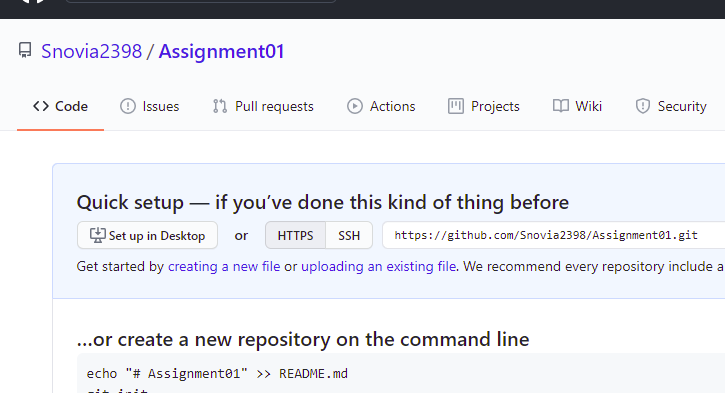 Snovia2398 / Assignment01
Code Issues Pull requests Actions Projects Wiki Security
Quick setup — if you’ve done this kind of thing before
Set up in Desktop or HTTPS SSH https://github.com/Snovia2398/Assignment01.git
Get started by creating a new file or uploading an existing file. We recommend every repository include a
…or create a new repository on the command line
echo "# Assignment01" >> README.md
git init